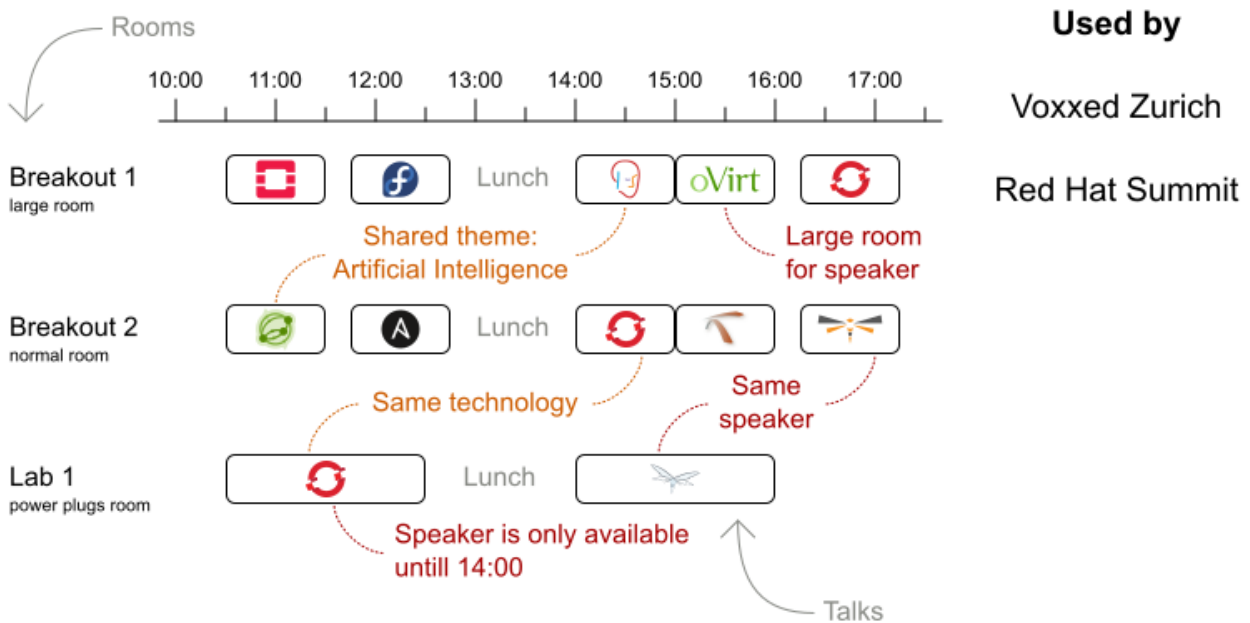 Rooms
Used by
10:00 11:00 12:00 13:00 14:00 15:00 16:00 17:00
Voxxed Zurich
Red Hat Summit
Breakout 1
large room
Lunch
oVirt
Shared theme:
Artificial Intelligence
Large room
for speaker
Breakout 2
normal room
Lunch
Same technology
Same
speaker
Lab 1
power plugs room
Lunch
Speaker is only available
untill 14:00
Talks